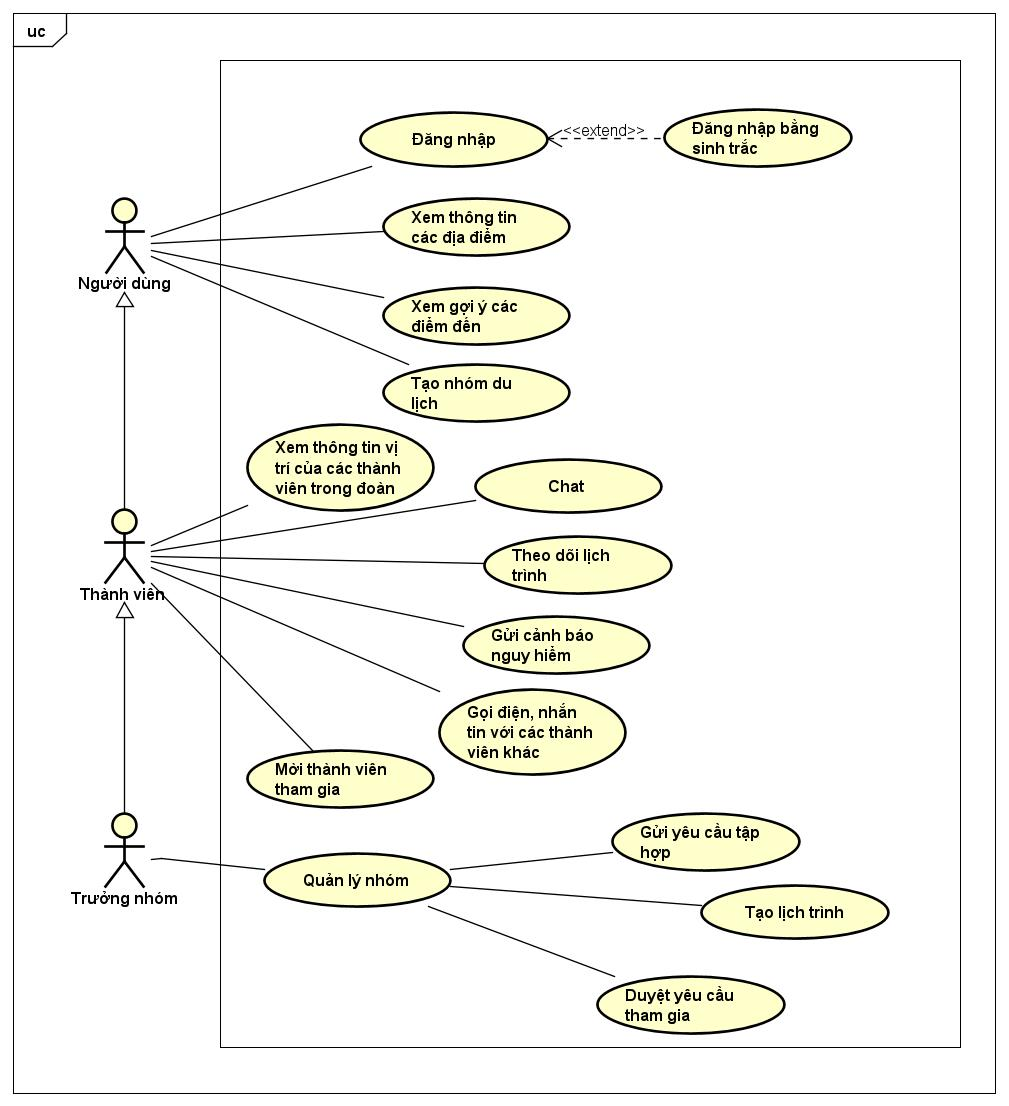 uc
Đăng nhập
<<extend>>
Đăng nhập bằng
sinh trắc
Xem thông tin
các địa điểm
Người dùng
Xem gợi ý các
điểm đến
Tạo nhóm du
lịch
Xem thông tin vị
trí của các thành
viên trong đoàn
Chat
Theo dõi lịch
trình
Thành viên
Gửi cảnh báo
nguy hiểm
Gọi điện, nhắn
tin với các thành
viên khác
Mời thành viên
tham gia
Gửi yêu cầu tập
hợp
Quản lý nhóm
Trưởng nhóm
Tạo lịch trình
Duyệt yêu cầu
tham gia